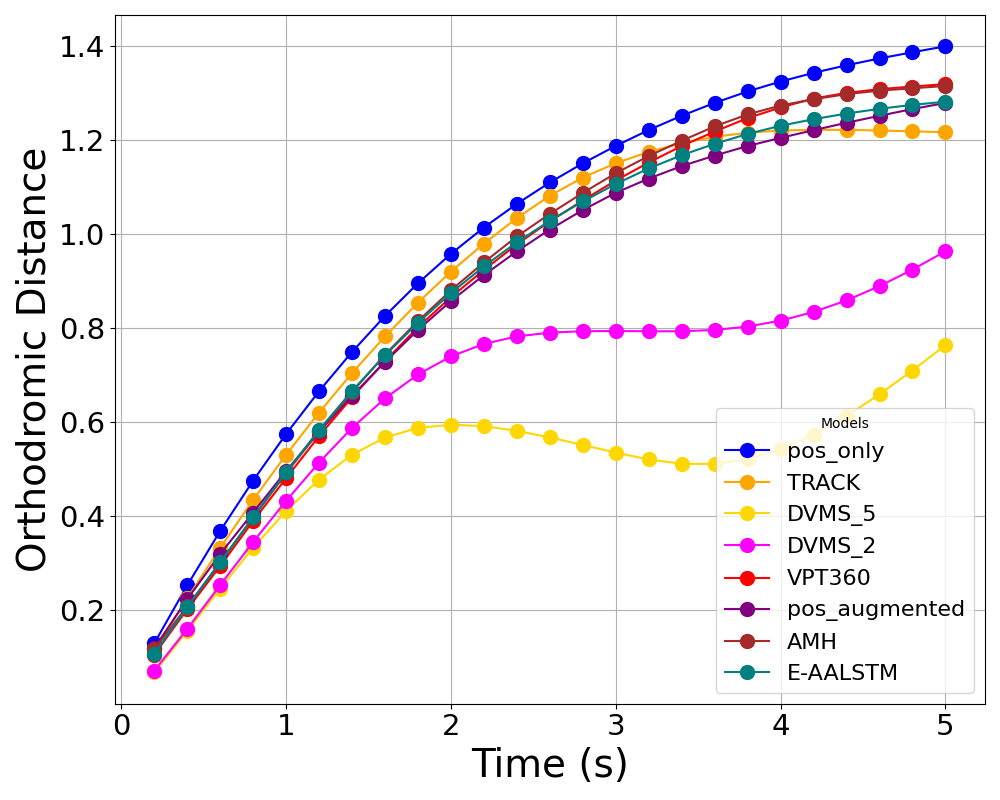 Orthodromic Distance
1.4
1.2
1.0
0.8
0.6
0.4
0.2
0
1
2
3
4
5
Time (s)
Models
pos_only
TRACK
DVMS_5
DVMS_2
VPT360
pos_augmented
AMH
E-AALSTM